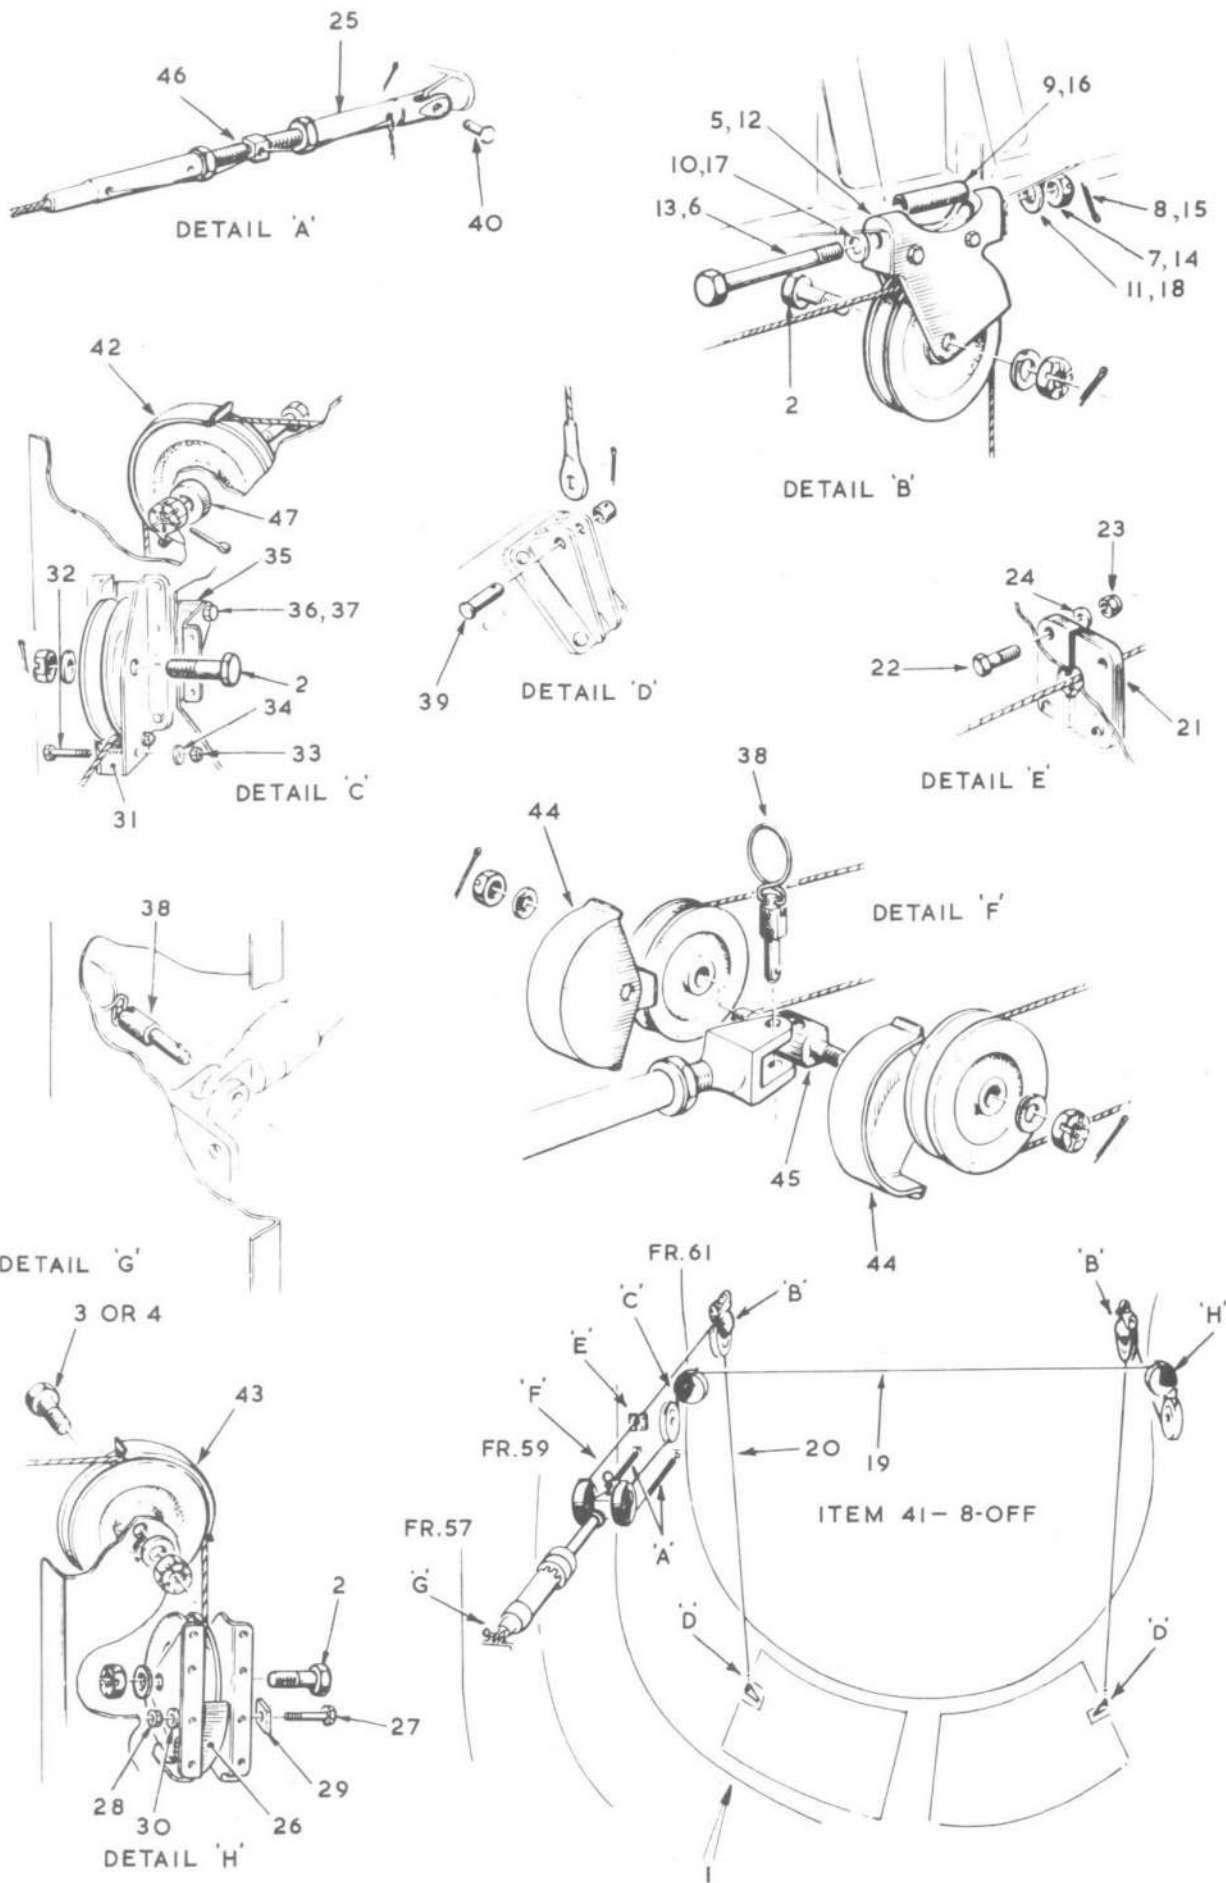 25
46
40
DETAIL 'A'
9,16
5,12
10,17
13,6
8,15
7,14
11,18
2
DETAIL 'B'
42
47
32
35
36,37
2
34
33
31
DETAIL 'C'
I
39
DETAIL 'D'
23
24
22
21
DETAIL 'E'
38
44
DETAIL 'F'
45
44
38
DETAIL 'G'
3 OR 4
43
2
27
28
30
26
29
DETAIL 'H'
FR.61
'B'
'B'
'C'
'H'
'E'
'F'
20
19
FR.59
ITEM 41 – 8-OFF
FR.57
'A'
'G'
'D'
'D'
1